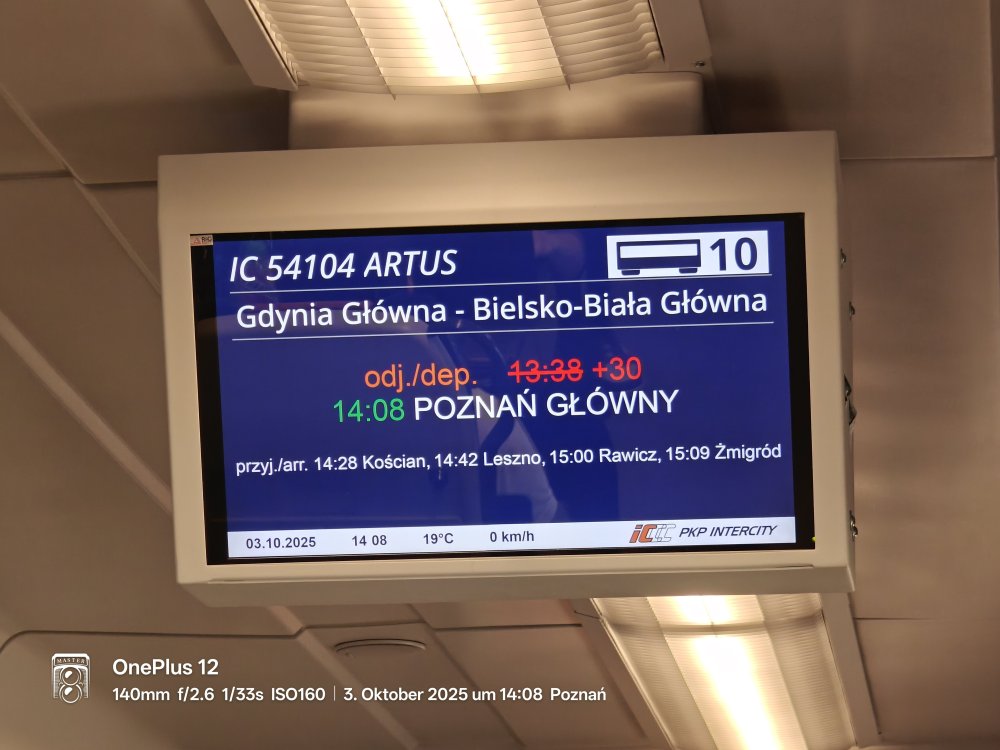 IC 54104 ARTUS
10
Gdynia Główna - Bielsko-Biała Główna
odj./dep. 13:38 +30
14:08 POZNAŃ GŁÓWNY
przyj./arr. 14:28 Kościan, 14:42 Leszno, 15:00 Rawicz, 15:09 Żmigród
03.10.2025 14 08 19°C 0 km/h PKP INTERCITY
MASTER
OnePlus 12
140mm f/2.6 1/33s ISO160 | 3. Oktober 2025 um 14:08 Poznań